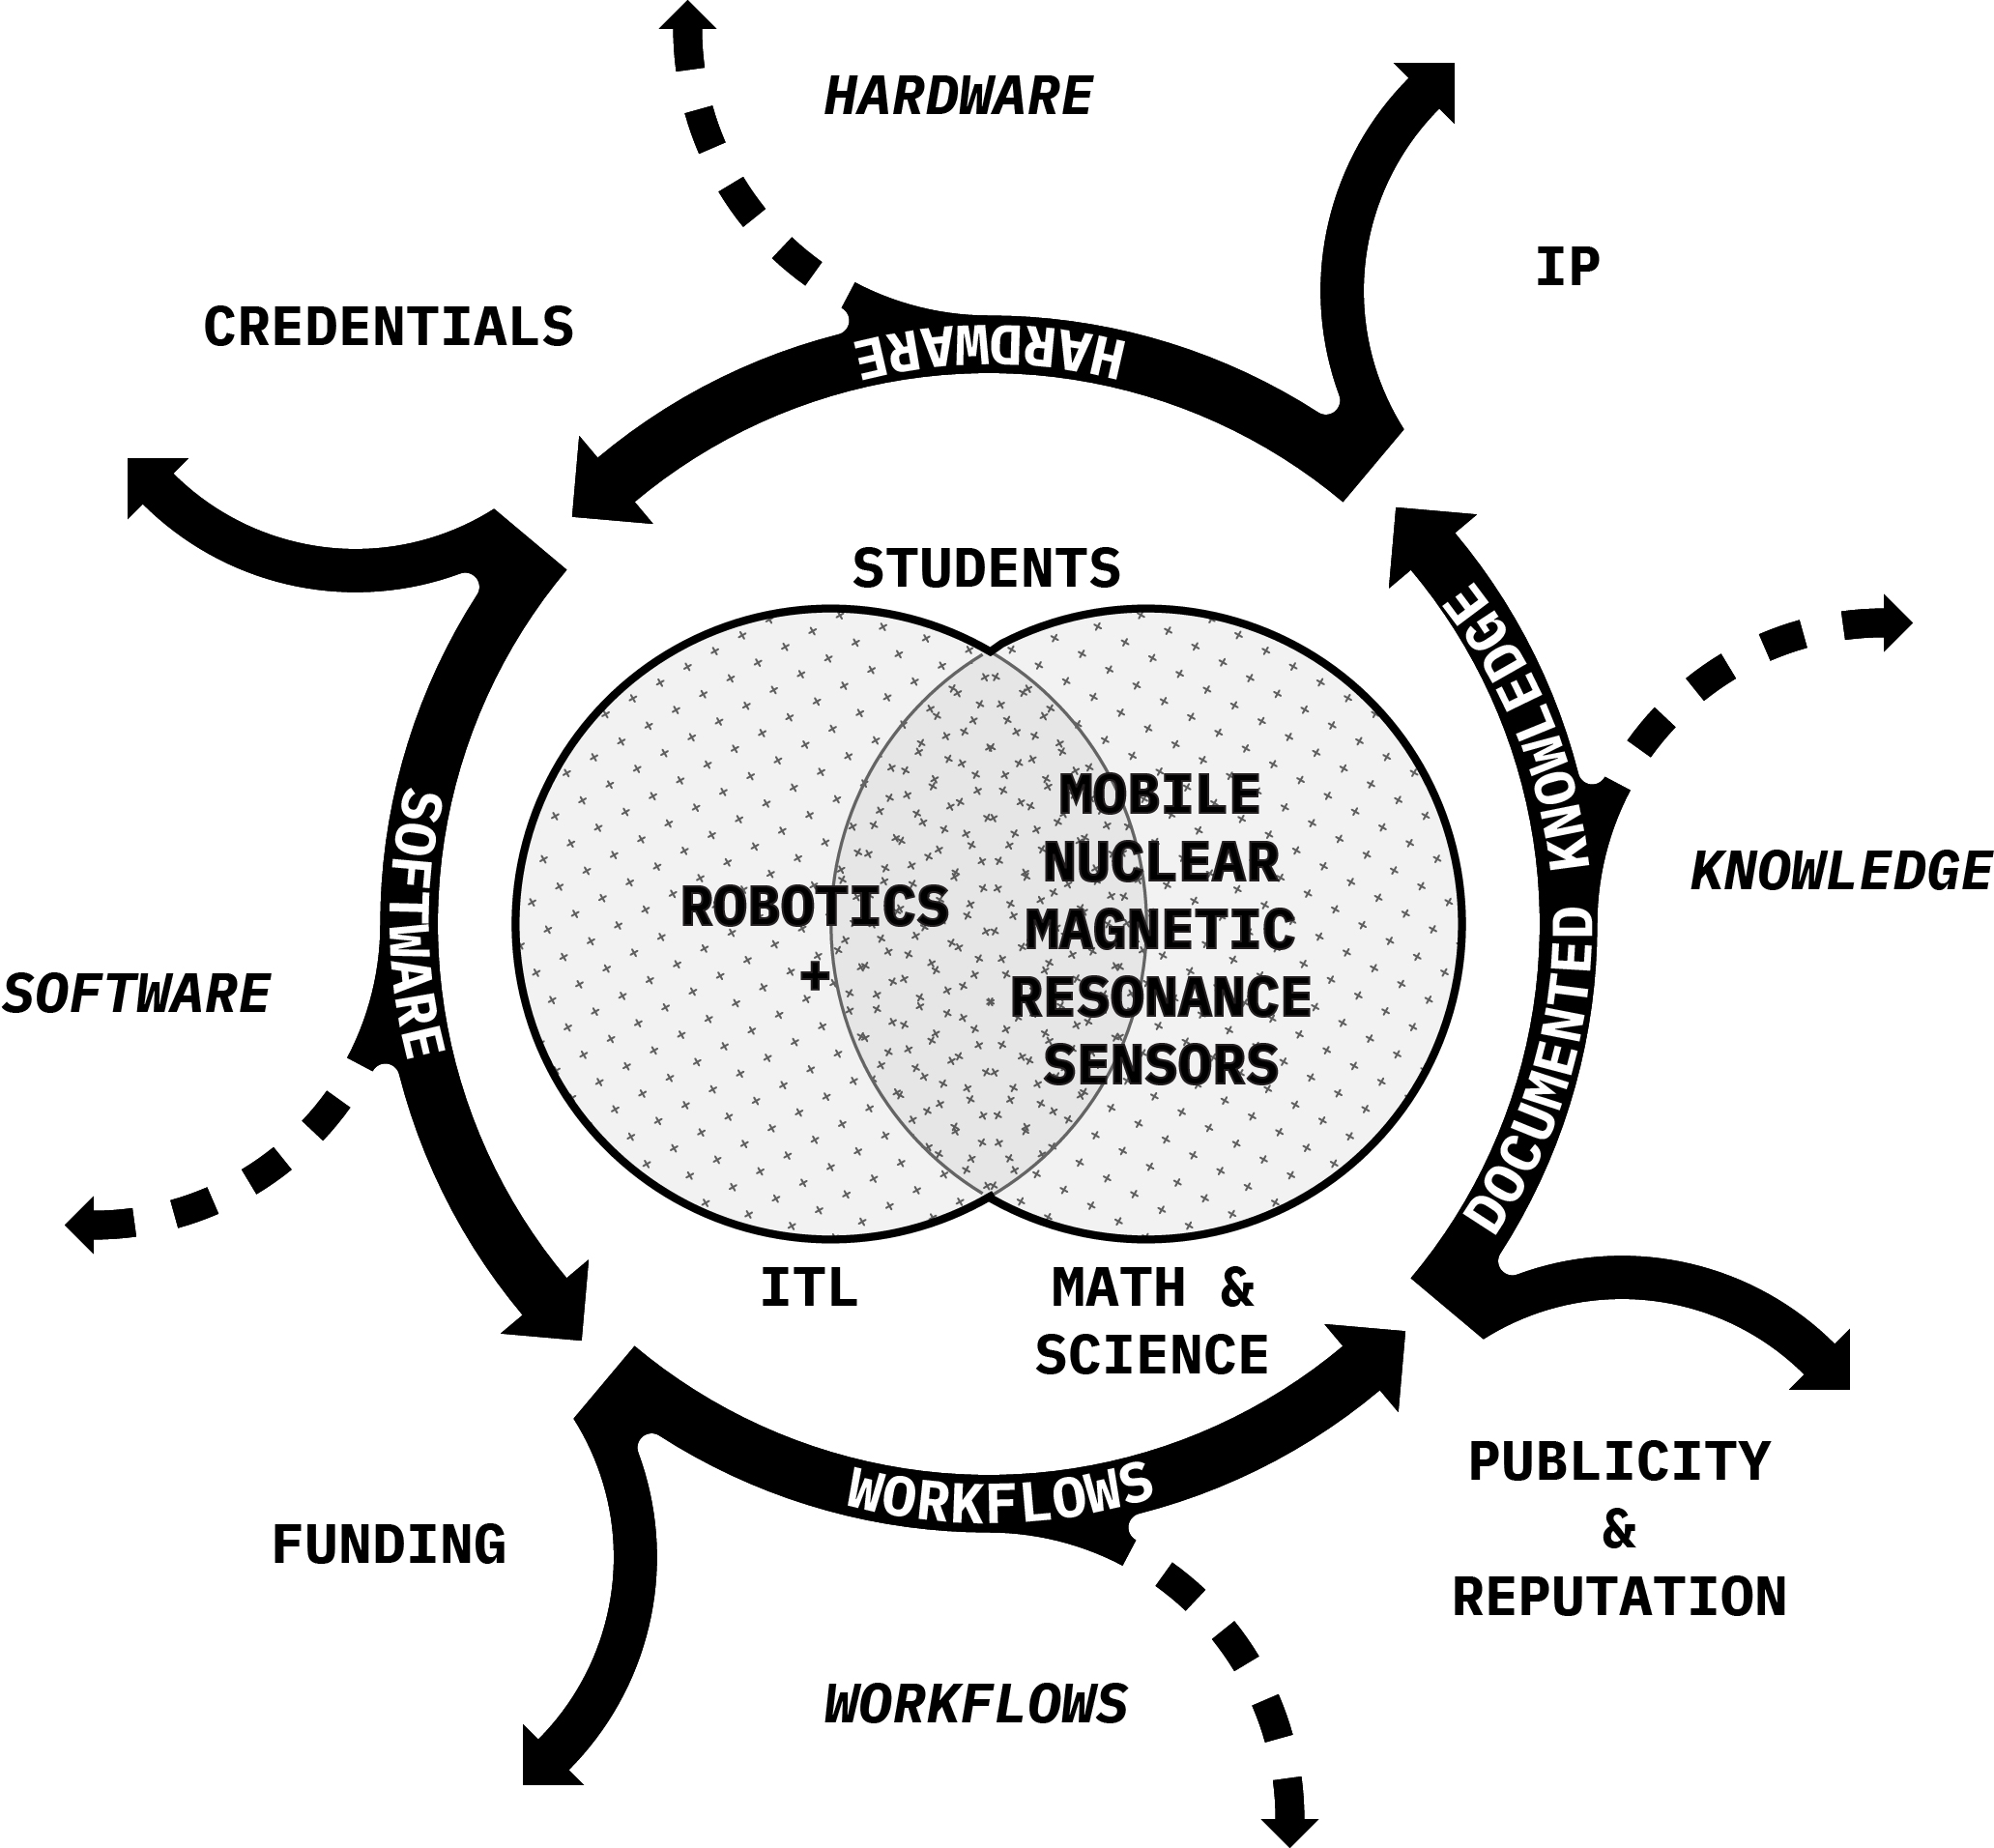 HARDWARE
IP
CREDENTIALS
HARDWARE
STUDENTS
MOBILE
NUCLEAR
MAGNETIC
RESONANCE
SENSORS
ROBOTICS
+
SOFTWARE
DOCUMENTED KNOWLEDGE
KNOWLEDGE
SOFTWARE
ITL
MATH &
SCIENCE
WORKFLOWS
PUBLICITY
&
REPUTATION
FUNDING
WORKFLOWS